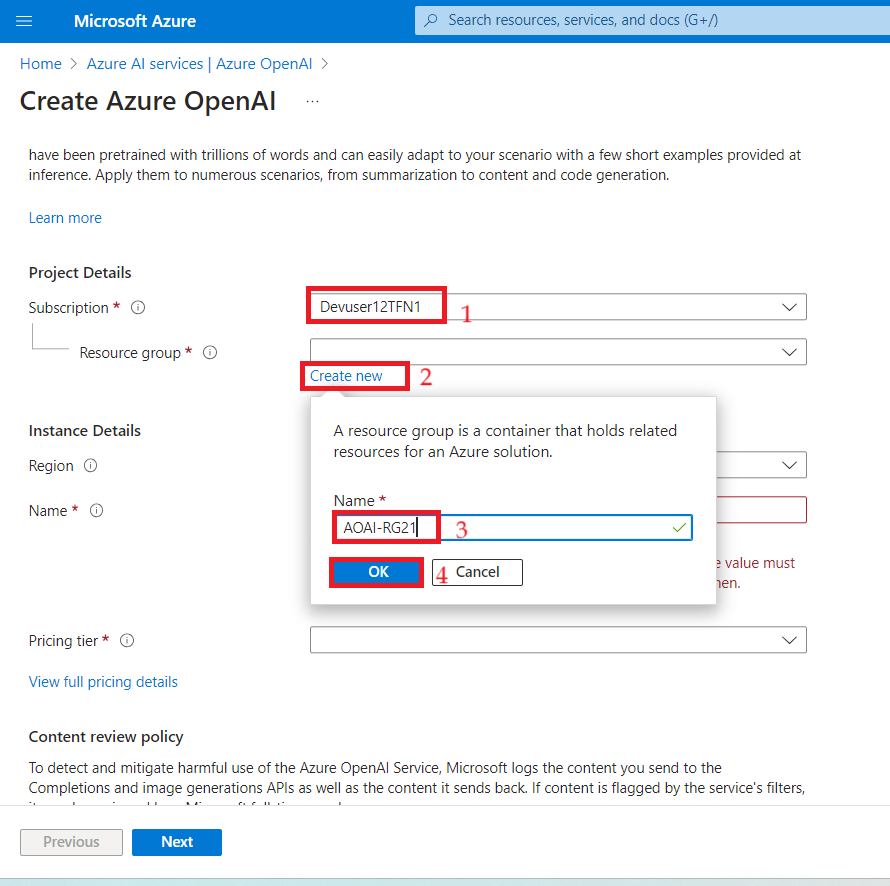 Microsoft Azure
Search resources, services, and docs (G+/)
Home > Azure AI services | Azure OpenAI >
Create Azure OpenAI ...
have been pretrained with trillions of words and can easily adapt to your scenario with a few short examples provided at
inference. Apply them to numerous scenarios, from summarization to content and code generation.
Learn more
Project Details
Subscription *
Devuser12TFN1
1
Resource group *
Create new
2
A resource group is a container that holds related
resources for an Azure solution.
Name *
AOAI-RG21
3
OK
4
Cancel
Instance Details
Region
Name *
value must
Pricing tier *
View full pricing details
Content review policy
To detect and mitigate harmful use of the Azure OpenAI Service, Microsoft logs the content you send to the
Completions and image generations APIs as well as the content it sends back. If content is flagged by the service's filters,
Previous
Next